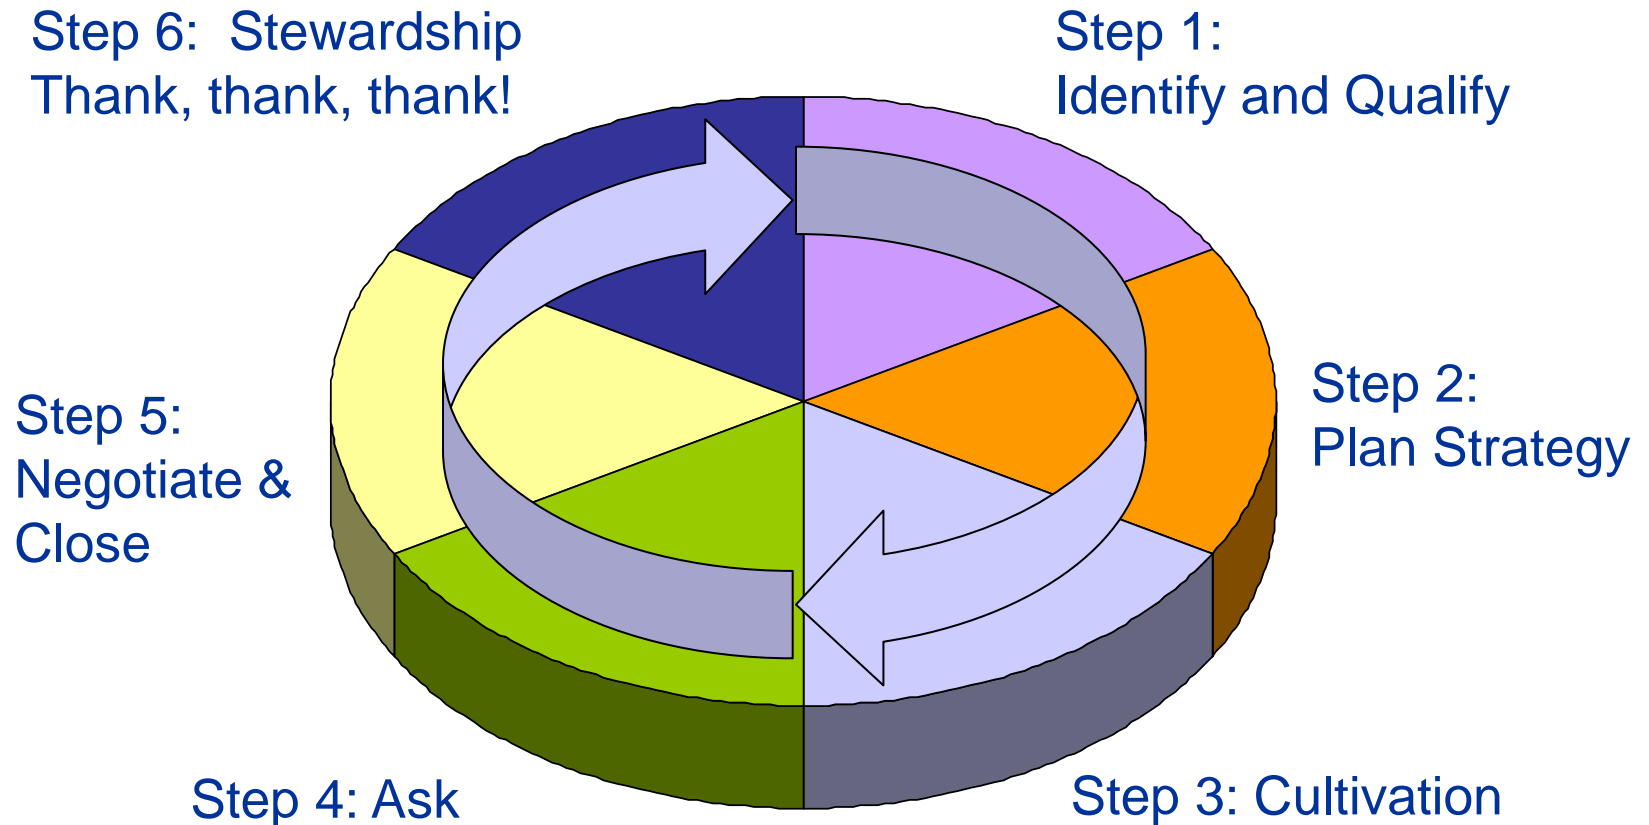 Step 1:
Identify and Qualify
Step 2:
Plan Strategy
Step 3: Cultivation
Step 4: Ask
Step 5:
Negotiate &
Close
Step 6:  Stewardship
Thank, thank, thank!